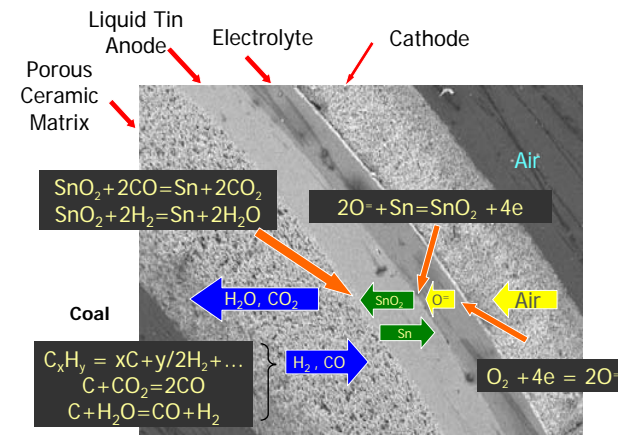 Liquid Tin
Anode
Electrolyte
Cathode
Porous
Ceramic
Matrix
Air
SnO₂+2CO=Sn+2CO₂
SnO₂+2H₂=Sn+2H₂O
2O⁼+Sn=SnO₂ +4e
H₂O, CO₂
SnO₂
O⁼
Air
Coal
Sn
CₓHᵧ = xC+y/2H₂+...
C+CO₂=2CO
C+H₂O=CO+H₂
H₂ , CO
O₂ +4e = 2O⁼